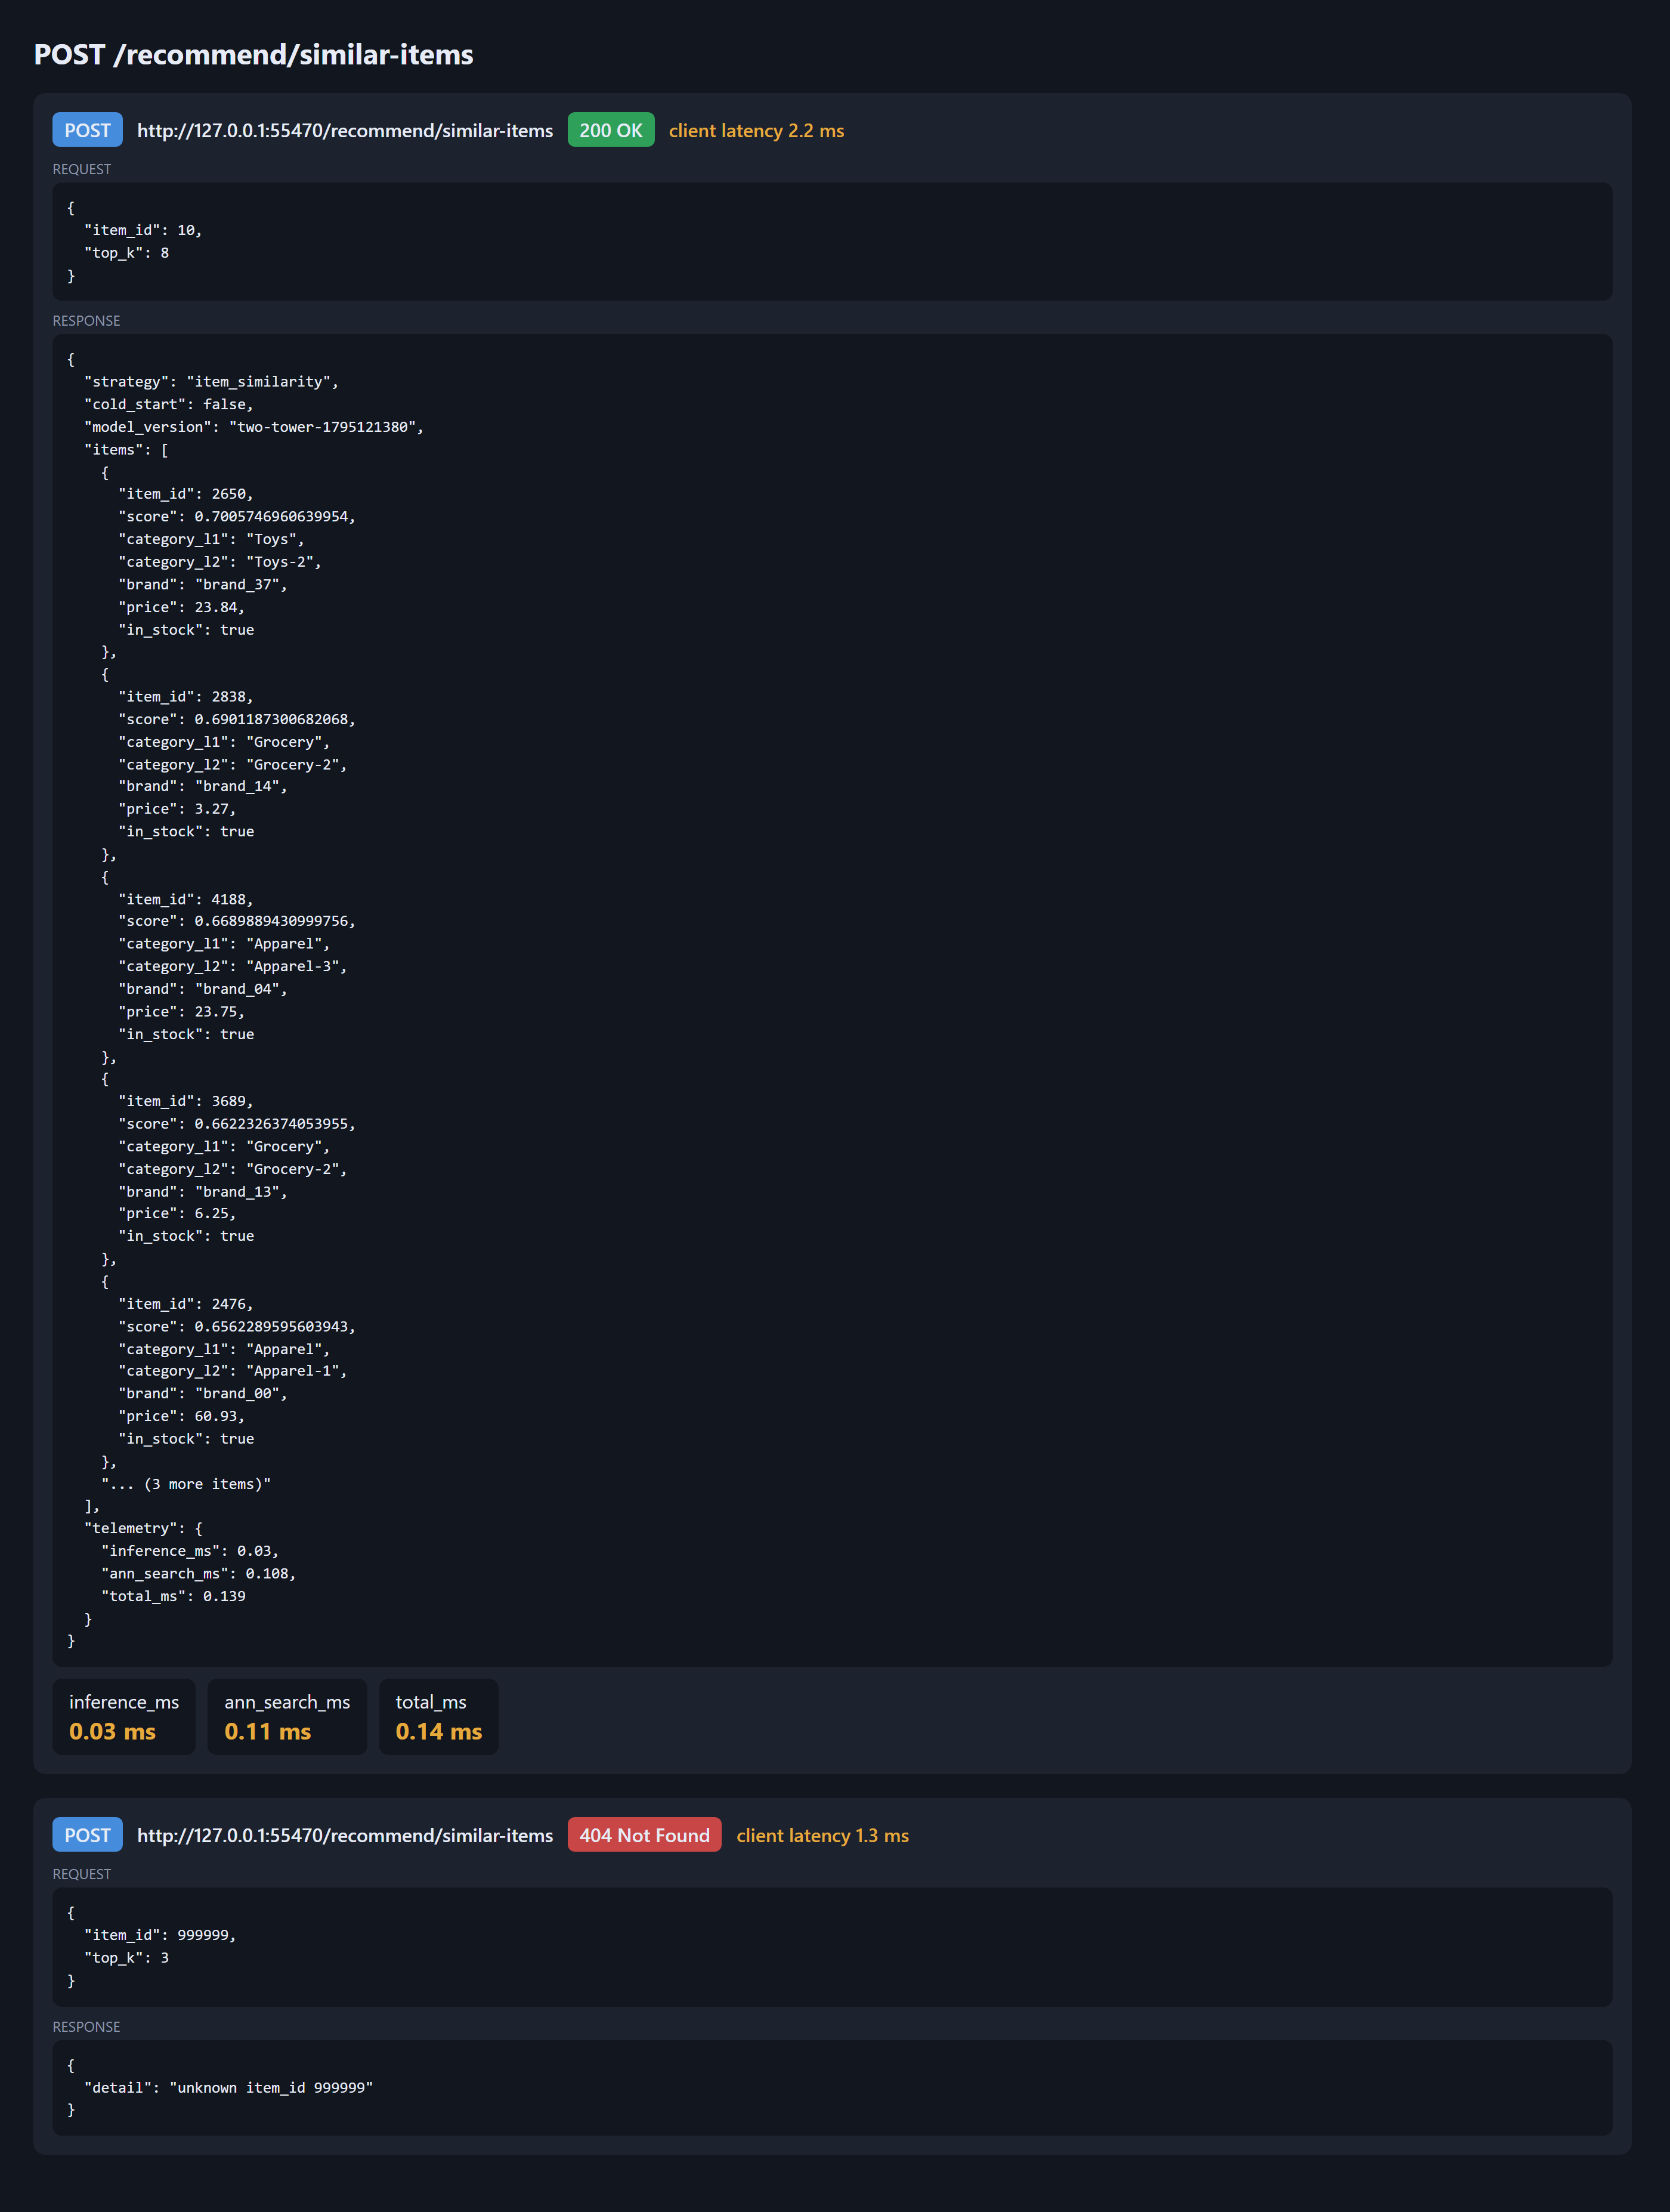 POST /recommend/similar-items
POST http://127.0.0.1:55470/recommend/similar-items 200 OK client latency 2.2 ms
REQUEST
{
  "item_id": 10,
  "top_k": 8
}
RESPONSE
{
  "strategy": "item_similarity",
  "cold_start": false,
  "model_version": "two-tower-1795121380",
  "items": [
    {
      "item_id": 2650,
      "score": 0.7005746960639954,
      "category_l1": "Toys",
      "category_l2": "Toys-2",
      "brand": "brand_37",
      "price": 23.84,
      "in_stock": true
    },
    {
      "item_id": 2838,
      "score": 0.6901187300682068,
      "category_l1": "Grocery",
      "category_l2": "Grocery-2",
      "brand": "brand_14",
      "price": 3.27,
      "in_stock": true
    },
    {
      "item_id": 4188,
      "score": 0.6689889430999756,
      "category_l1": "Apparel",
      "category_l2": "Apparel-3",
      "brand": "brand_04",
      "price": 23.75,
      "in_stock": true
    },
    {
      "item_id": 3689,
      "score": 0.6622326374053955,
      "category_l1": "Grocery",
      "category_l2": "Grocery-2",
      "brand": "brand_13",
      "price": 6.25,
      "in_stock": true
    },
    {
      "item_id": 2476,
      "score": 0.6562289595603943,
      "category_l1": "Apparel",
      "category_l2": "Apparel-1",
      "brand": "brand_00",
      "price": 60.93,
      "in_stock": true
    },
    "... (3 more items)"
  ],
  "telemetry": {
    "inference_ms": 0.03,
    "ann_search_ms": 0.108,
    "total_ms": 0.139
  }
}
inference_ms ann_search_ms total_ms
0.03 ms 0.11 ms 0.14 ms
POST http://127.0.0.1:55470/recommend/similar-items 404 Not Found client latency 1.3 ms
REQUEST
{
  "item_id": 999999,
  "top_k": 3
}
RESPONSE
{
  "detail": "unknown item_id 999999"
}